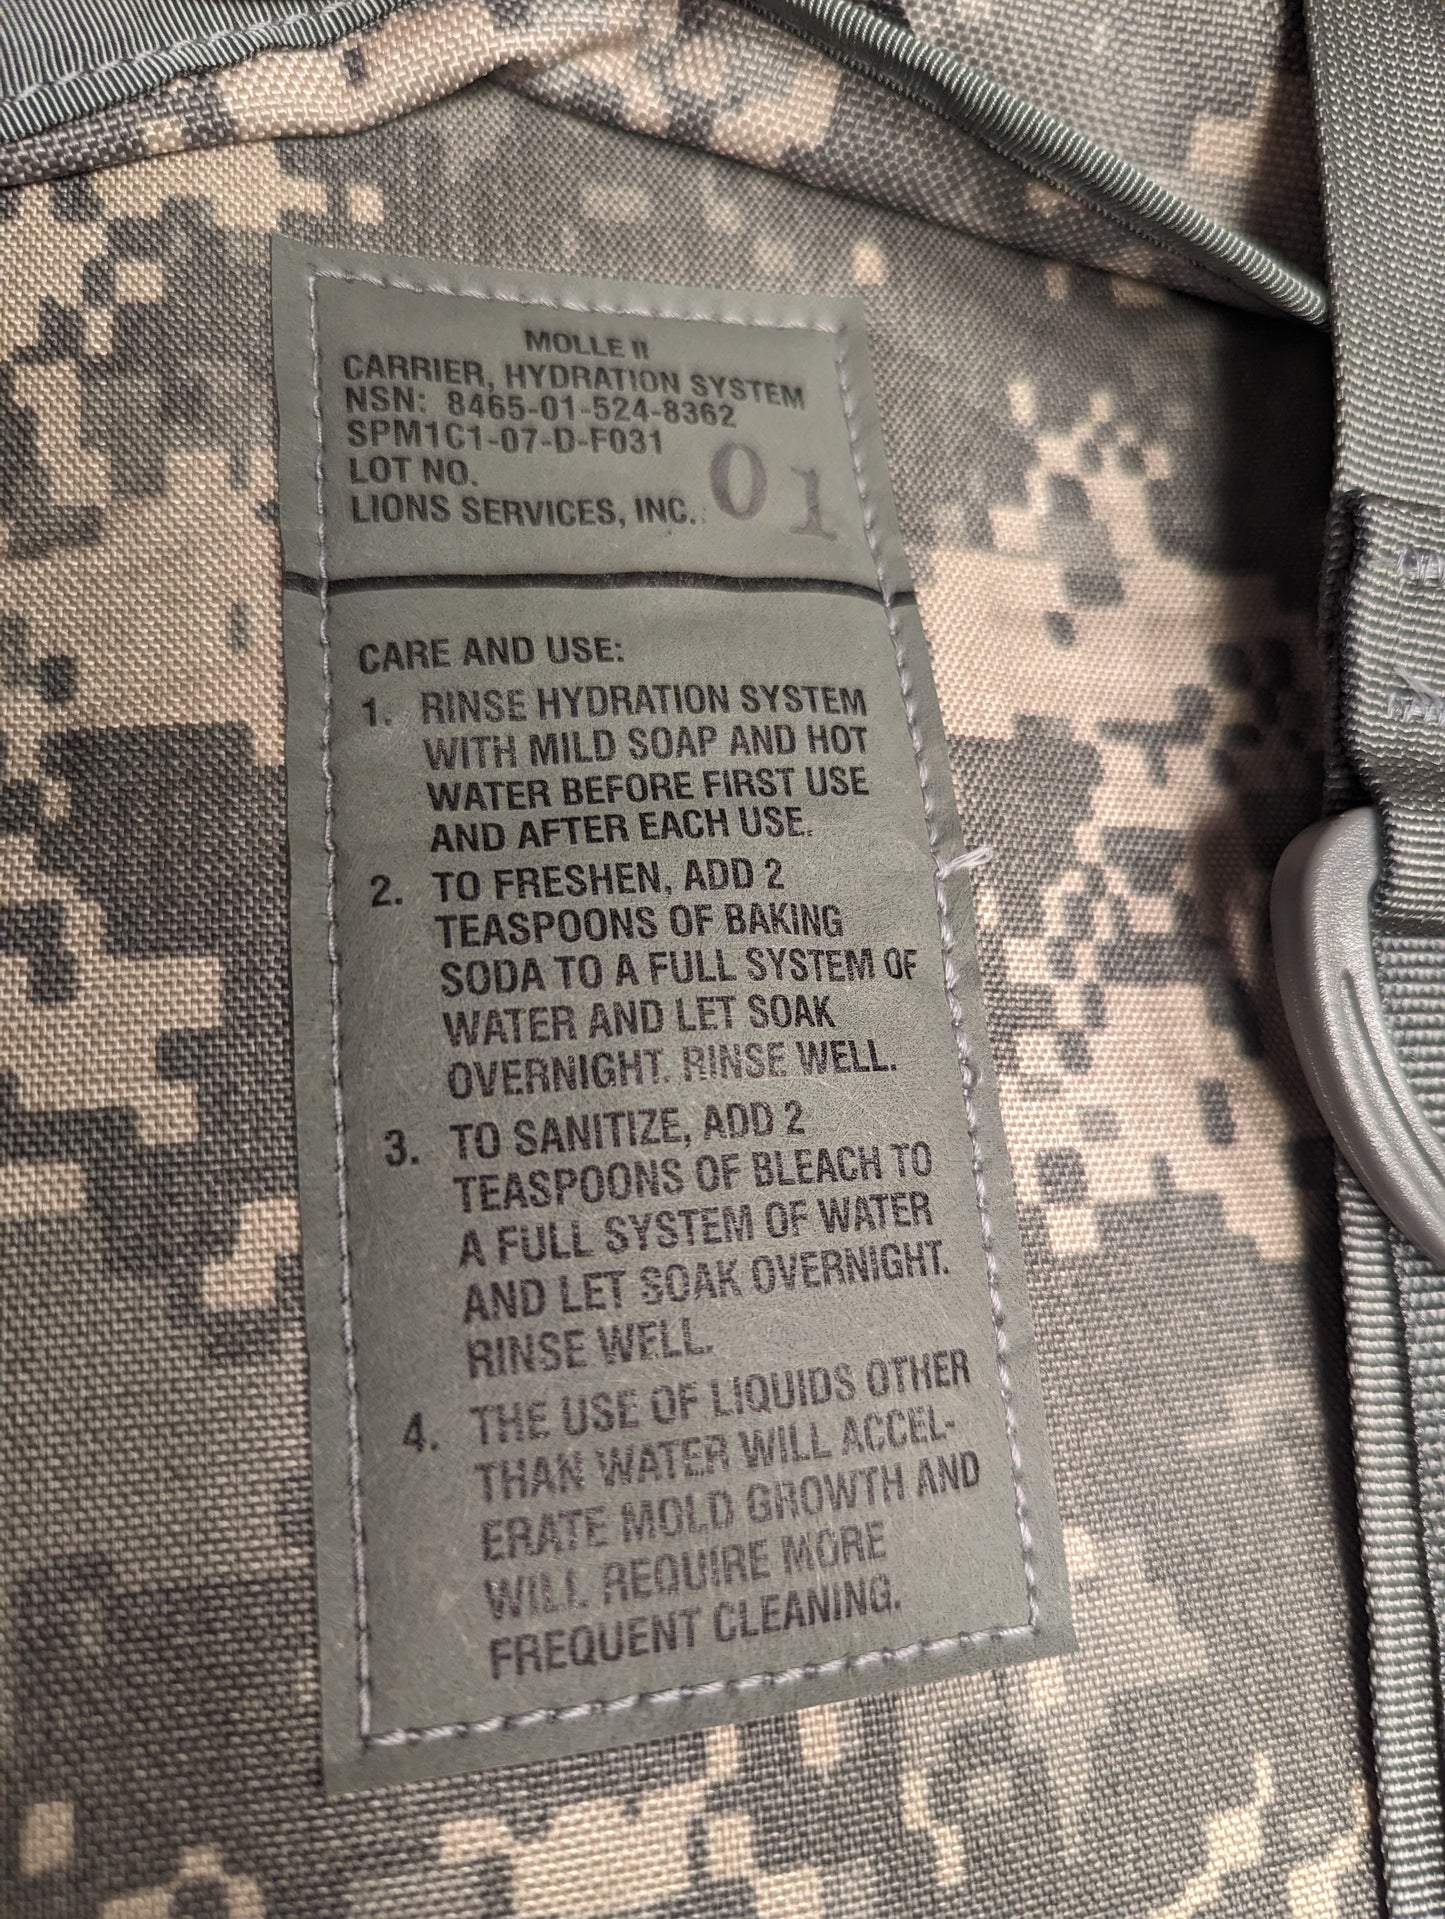 MOLLE II
CARRIER, HYDRATION SYSTEM
NSN: 8465-01-524-8362
SPM1C1-07-D-F031
LOT NO. 01
LIONS SERVICES, INC.
CARE AND USE:
1. RINSE HYDRATION SYSTEM
WITH MILD SOAP AND HOT
WATER BEFORE FIRST USE
AND AFTER EACH USE.
2. TO FRESHEN, ADD 2
TEASPOONS OF BAKING
SODA TO A FULL SYSTEM OF
WATER AND LET SOAK
OVERNIGHT. RINSE WELL.
3. TO SANITIZE, ADD 2
TEASPOONS OF BLEACH TO
A FULL SYSTEM OF WATER
AND LET SOAK OVERNIGHT.
RINSE WELL.
4. THE USE OF LIQUIDS OTHER
THAN WATER WILL ACCEL-
ERATE MOLD GROWTH AND
WILL REQUIRE MORE
FREQUENT CLEANING.